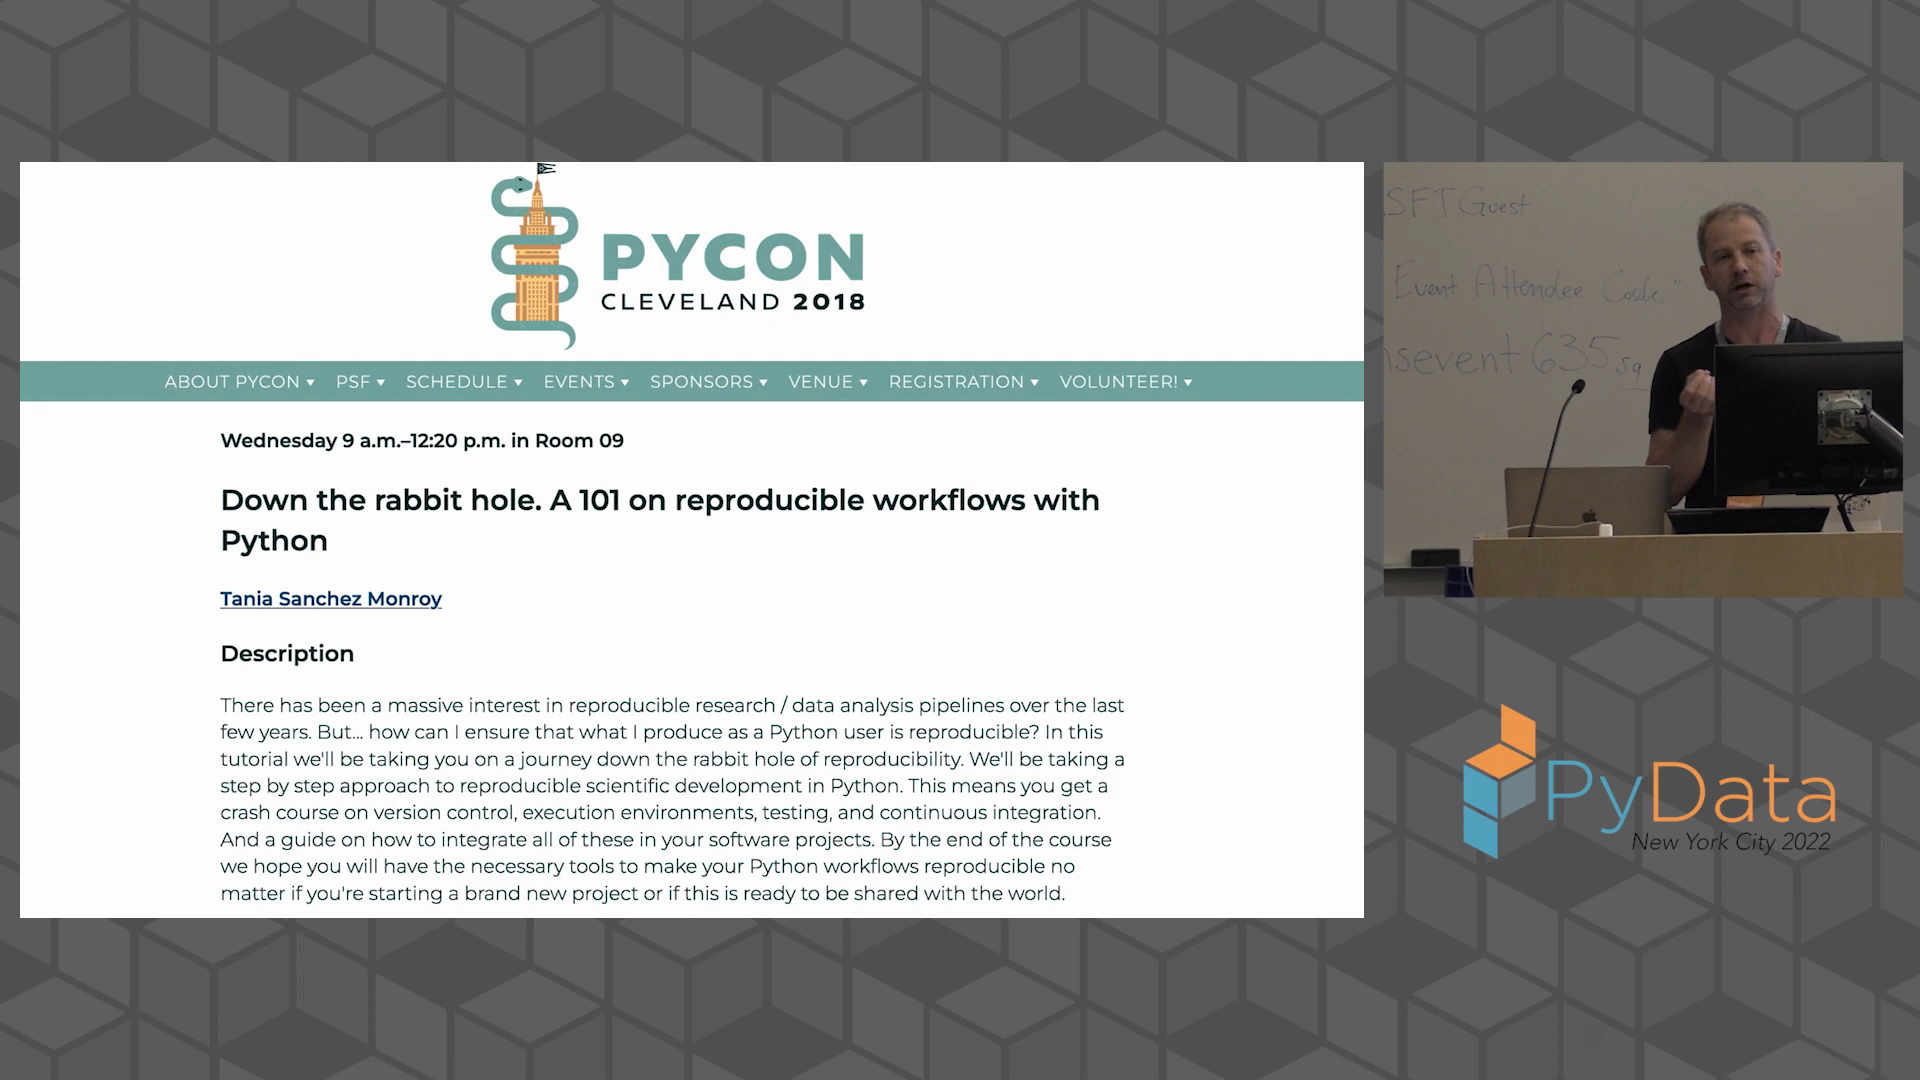 PYCON
CLEVELAND 2018
ABOUT PYCON ▾ PSF ▾ SCHEDULE ▾ EVENTS ▾ SPONSORS ▾ VENUE ▾ REGISTRATION ▾ VOLUNTEER! ▾
Wednesday 9 a.m.–12:20 p.m. in Room 09
Down the rabbit hole. A 101 on reproducible workflows with
Python
Tania Sanchez Monroy
Description
There has been a massive interest in reproducible research / data analysis pipelines over the last
few years. But... how can I ensure that what I produce as a Python user is reproducible? In this
tutorial we'll be taking you on a journey down the rabbit hole of reproducibility. We'll be taking a
step by step approach to reproducible scientific development in Python. This means you get a
crash course on version control, execution environments, testing, and continuous integration.
And a guide on how to integrate all of these in your software projects. By the end of the course
we hope you will have the necessary tools to make your Python workflows reproducible no
matter if you're starting a brand new project or if this is ready to be shared with the world.
SFTGuest
Event Attendee Code"
sevent635sq
PyData
New York City 2022